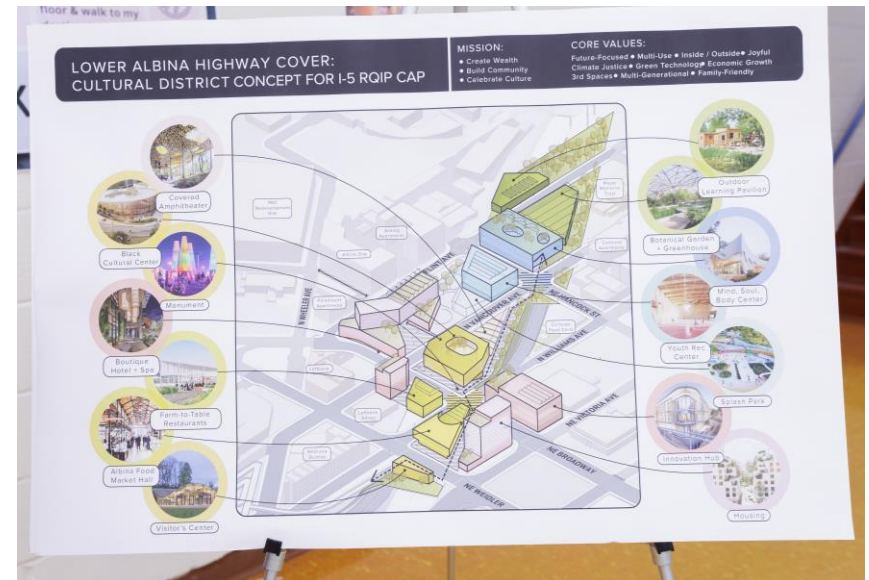 floor & walk to my
LOWER ALBINA HIGHWAY COVER:
CULTURAL DISTRICT CONCEPT FOR I-5 RQIP CAP
MISSION:
• Create Wealth
• Build Community
• Celebrate Culture
CORE VALUES:
Future-Focused • Multi-Use • Inside / Outside • Joyful
Climate Justice • Green Technology • Economic Growth
3rd Spaces • Multi-Generational • Family-Friendly
Covered
Amphitheater
Black
Cultural Center
Monument
Boutique
Hotel + Spa
Farm-to-Table
Restaurants
Albina Food
Market Hall
Visitor's Center
N WHEELER AVE
N FLINT AVE
N VANCOUVER AVE
NE HANCOCK ST
N WILLIAMS AVE
NE VICTORIA AVE
NE BROADWAY
NE WEIDLER
Outdoor
Learning Pavilion
Botanical Garden
+ Greenhouse
Mind, Soul,
Body Center
Youth Rec
Center
Splash Park
Innovation Hub
Housing